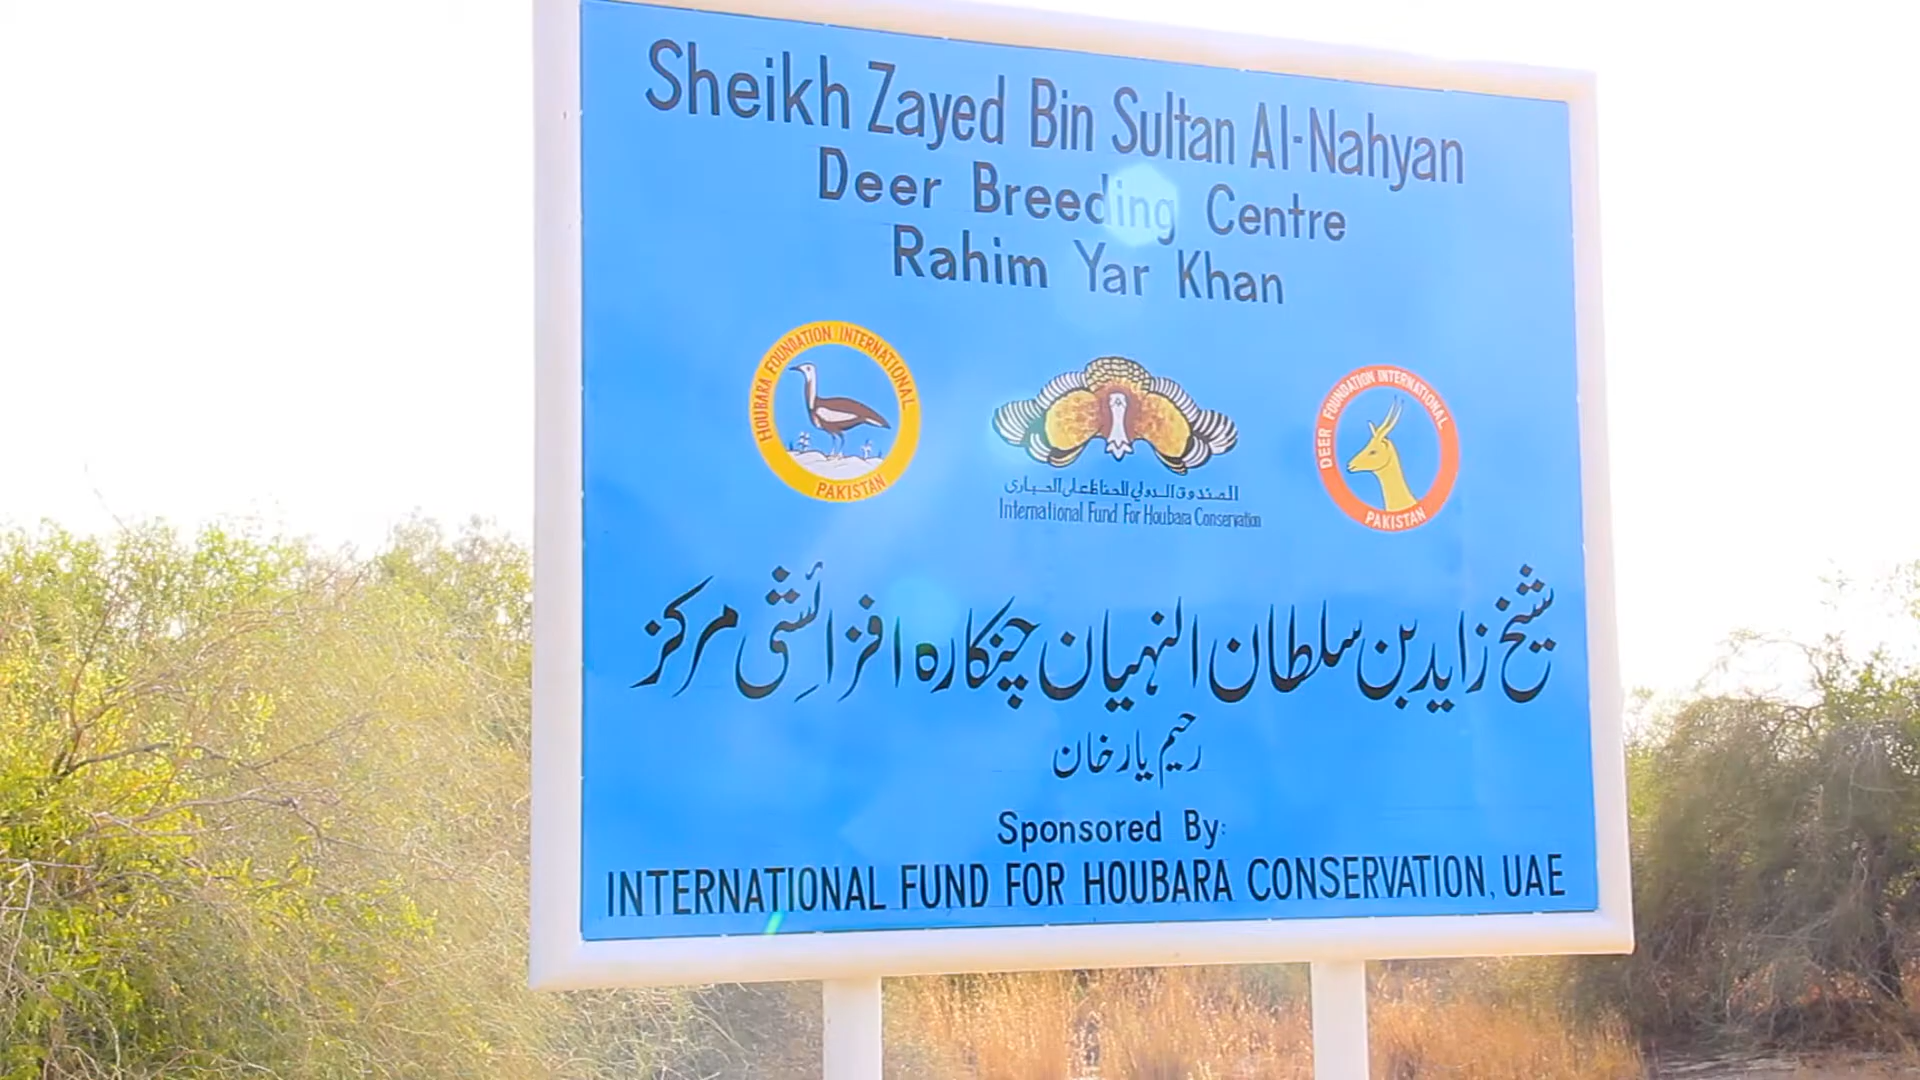 Sheikh Zayed Bin Sultan Al-Nahyan
Deer Breeding Centre
Rahim Yar Khan
HOUBARA FOUNDATION INTERNATIONAL
PAKISTAN
الصندوق الدولي للحفاظ على الحبارى
International Fund For Houbara Conservation
DEER FOUNDATION INTERNATIONAL
PAKISTAN
شیخ زاید بن سلطان النہیان چنکارہ افزائشی مرکز
رحیم یار خان
Sponsored By:
INTERNATIONAL FUND FOR HOUBARA CONSERVATION, UAE